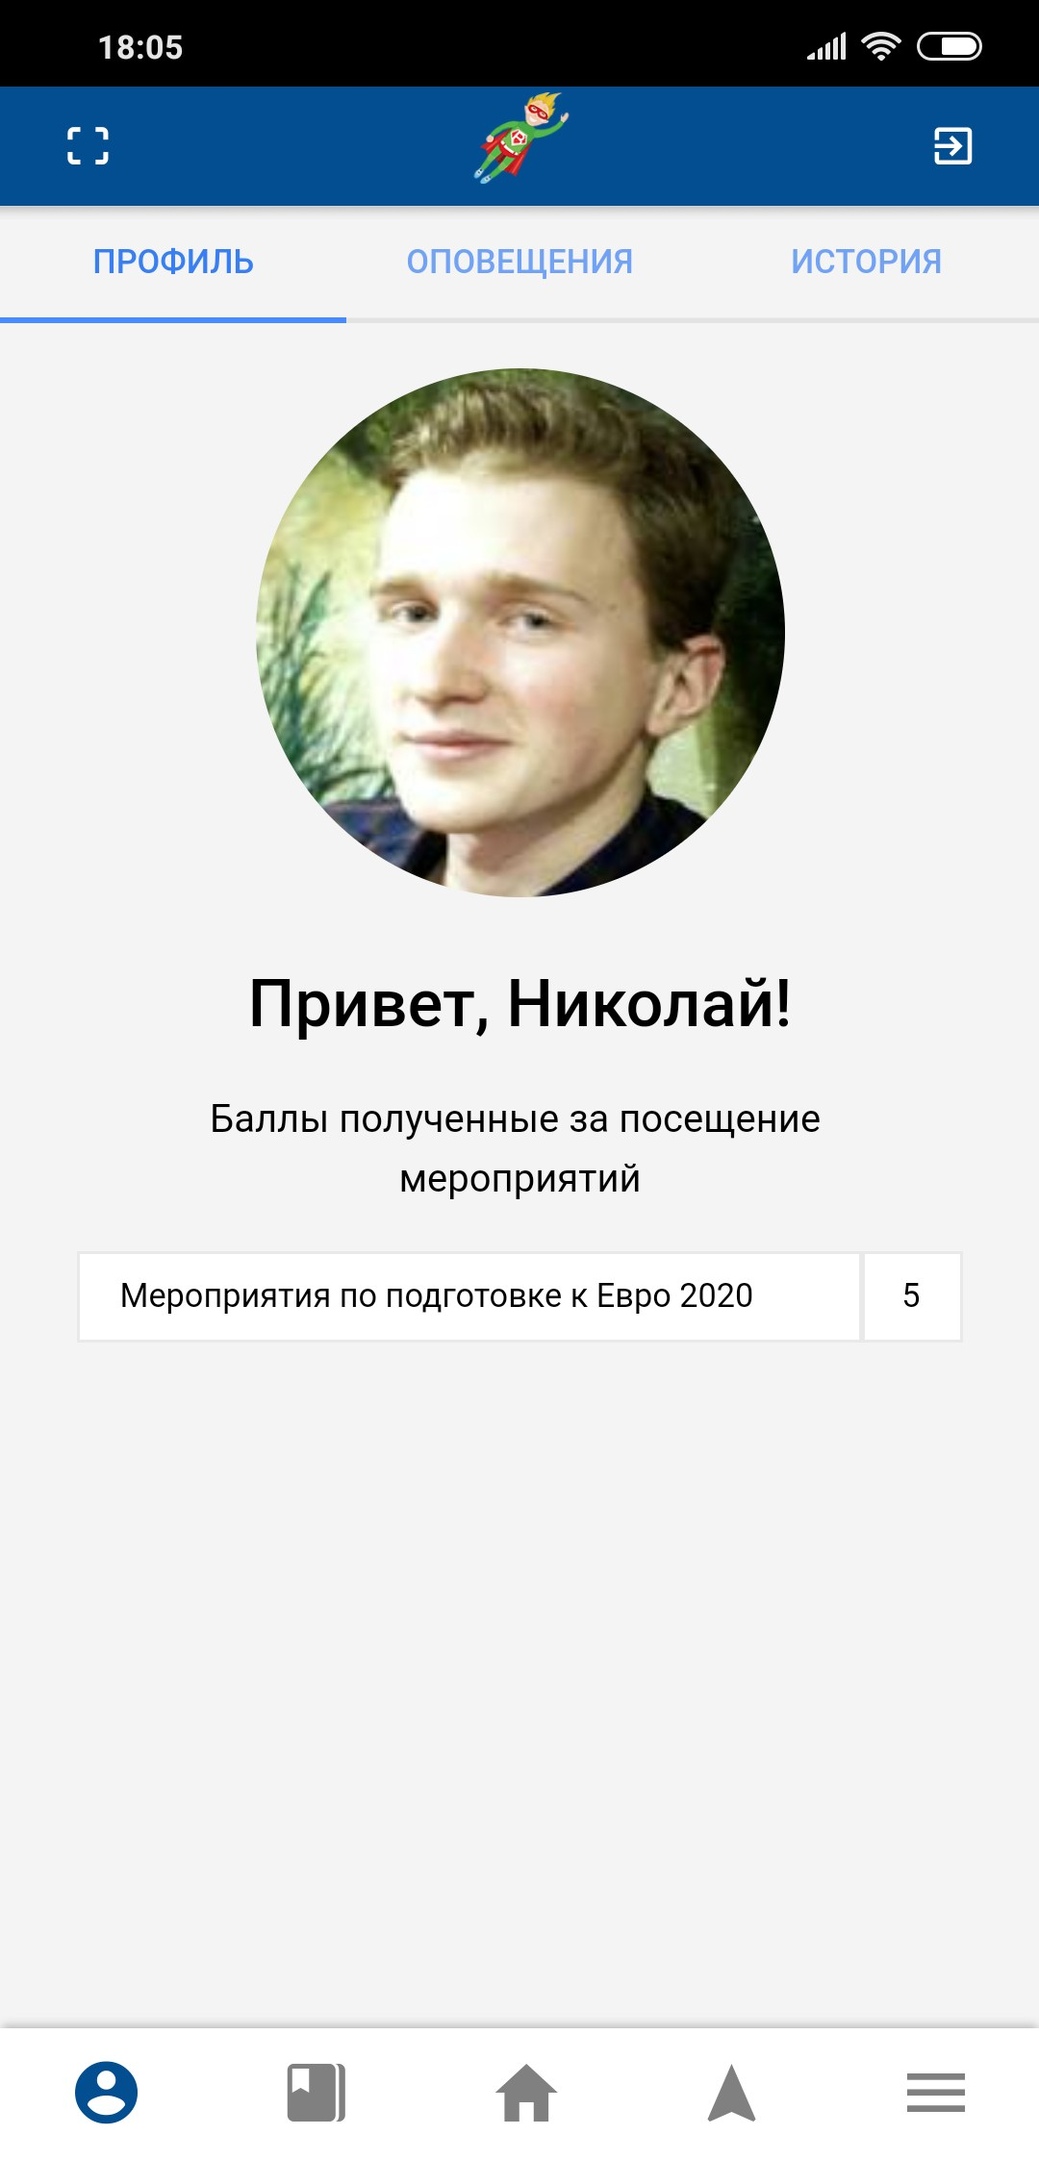 18:05
ПРОФИЛЬ
ОПОВЕЩЕНИЯ
ИСТОРИЯ
Привет, Николай!
Баллы полученные за посещение
мероприятий
Мероприятия по подготовке к Евро 2020
5